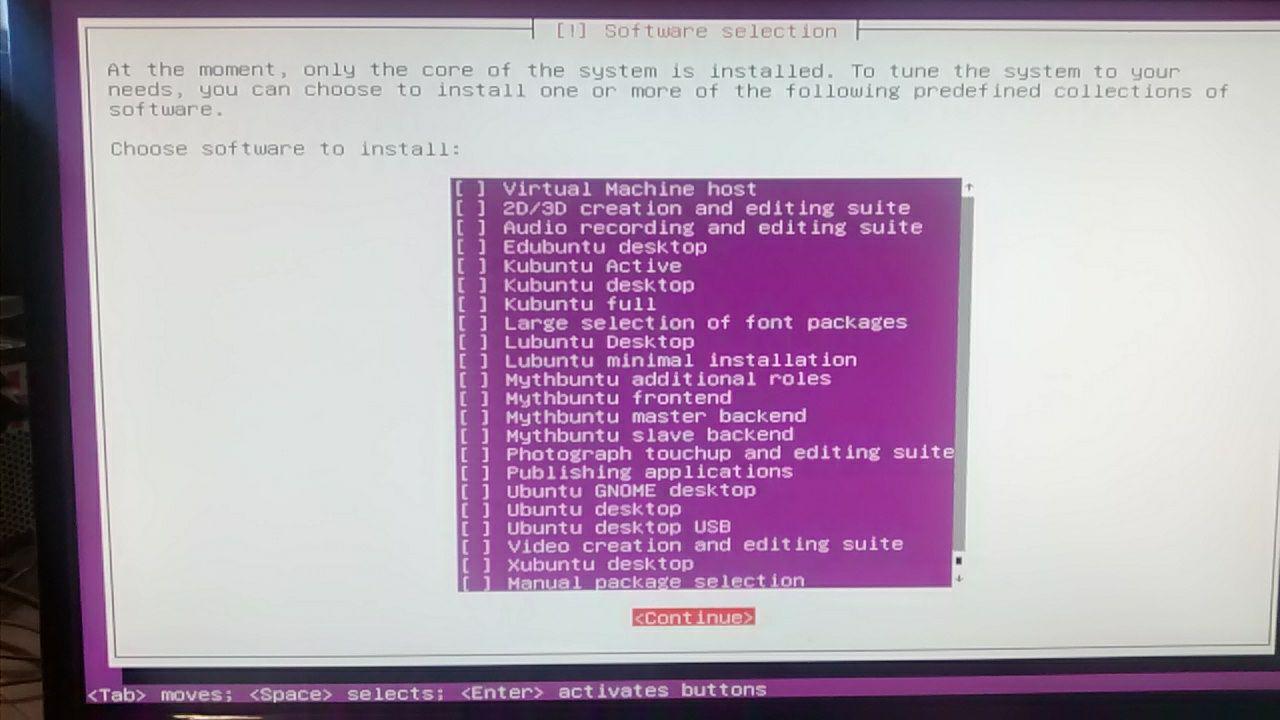 [!] Software selection
At the moment, only the core of the system is installed. To tune the system to your
needs, you can choose to install one or more of the following predefined collections of
software.
Choose software to install:
[ ] Virtual Machine host
[ ] 2D/3D creation and editing suite
[ ] Audio recording and editing suite
[ ] Edubuntu desktop
[ ] Kubuntu Active
[ ] Kubuntu desktop
[ ] Kubuntu full
[ ] Large selection of font packages
[ ] Lubuntu Desktop
[ ] Lubuntu minimal installation
[ ] Mythbuntu additional roles
[ ] Mythbuntu frontend
[ ] Mythbuntu master backend
[ ] Mythbuntu slave backend
[ ] Photograph touchup and editing suite
[ ] Publishing applications
[ ] Ubuntu GNOME desktop
[ ] Ubuntu desktop
[ ] Ubuntu desktop USB
[ ] Video creation and editing suite
[ ] Xubuntu desktop
[ ] Manual package selection
<Continue>
<Tab> moves; <Space> selects; <Enter> activates buttons